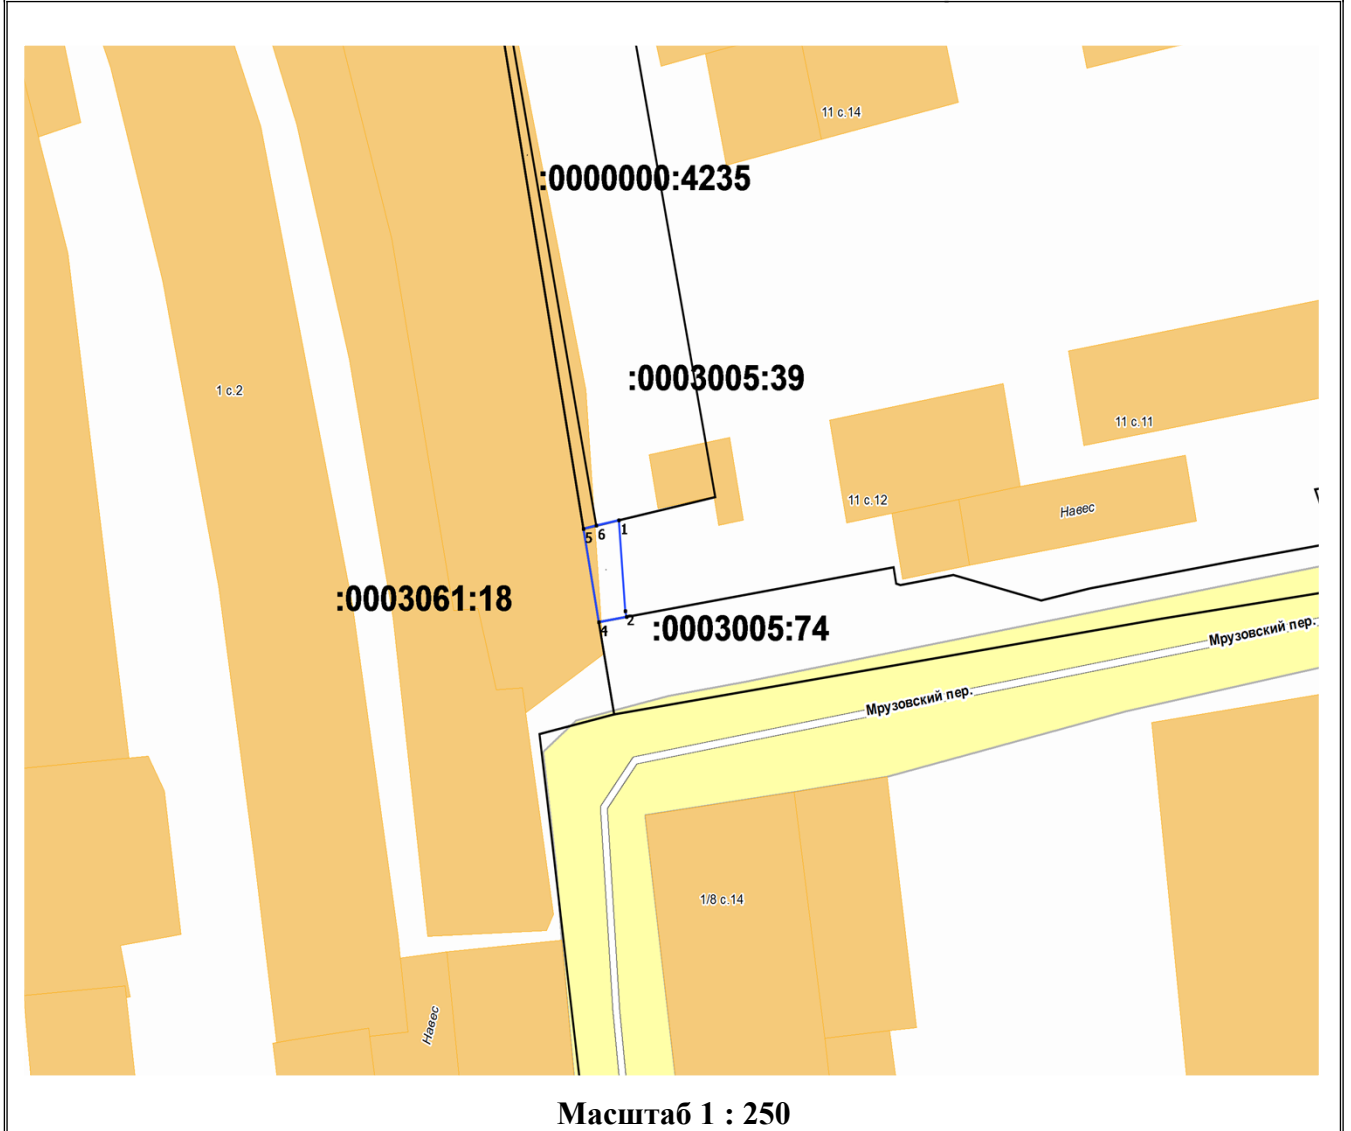 11 с.14
:0000000:4235
:0003005:39
1 с.2
11 с.11
11 с.12
Навес
1
5
6
:0003061:18
2
4
:0003005:74
Мрузовский пер.
Мрузовский пер.
1/8 с.14
Навес
Масштаб 1 : 250